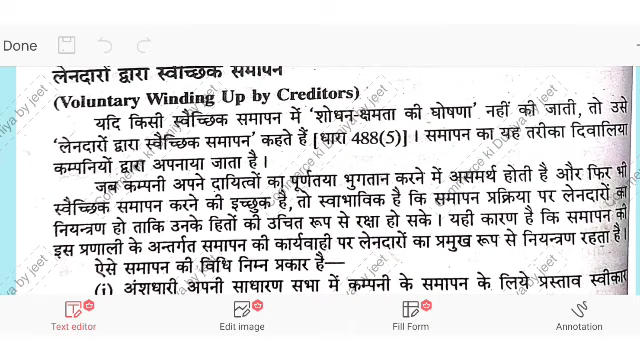 Done
लेनदारों द्वारा स्वैच्छिक समापन
(Voluntary Winding Up by Creditors)
यदि किसी स्वैच्छिक समापन में 'शोधन-क्षमता की घोषणा' नहीं की जाती, तो उसे
'लेनदारों द्वारा स्वैच्छिक समापन' कहते हैं [धारा 488(5)]। समापन का यह तरीका दिवालिया
कम्पनियों द्वारा अपनाया जाता है।
जब कम्पनी अपने दायित्वों का पूर्णतया भुगतान करने में असमर्थ होती है और फिर भी
स्वैच्छिक समापन करने की इच्छुक है, तो स्वाभाविक है कि समापन प्रक्रिया पर लेनदारों का
नियन्त्रण हो ताकि उनके हितों की उचित रूप से रक्षा हो सके। यही कारण है कि समापन की
इस प्रणाली के अन्तर्गत समापन की कार्यवाही पर लेनदारों का प्रमुख रूप से नियन्त्रण रहता है।
ऐसे समापन की विधि निम्न प्रकार है—
(i) अंशधारी अपनी साधारण सभा में कम्पनी के समापन के लिये प्रस्ताव स्वीकार
Text editor
Edit image
Fill Form
Annotation